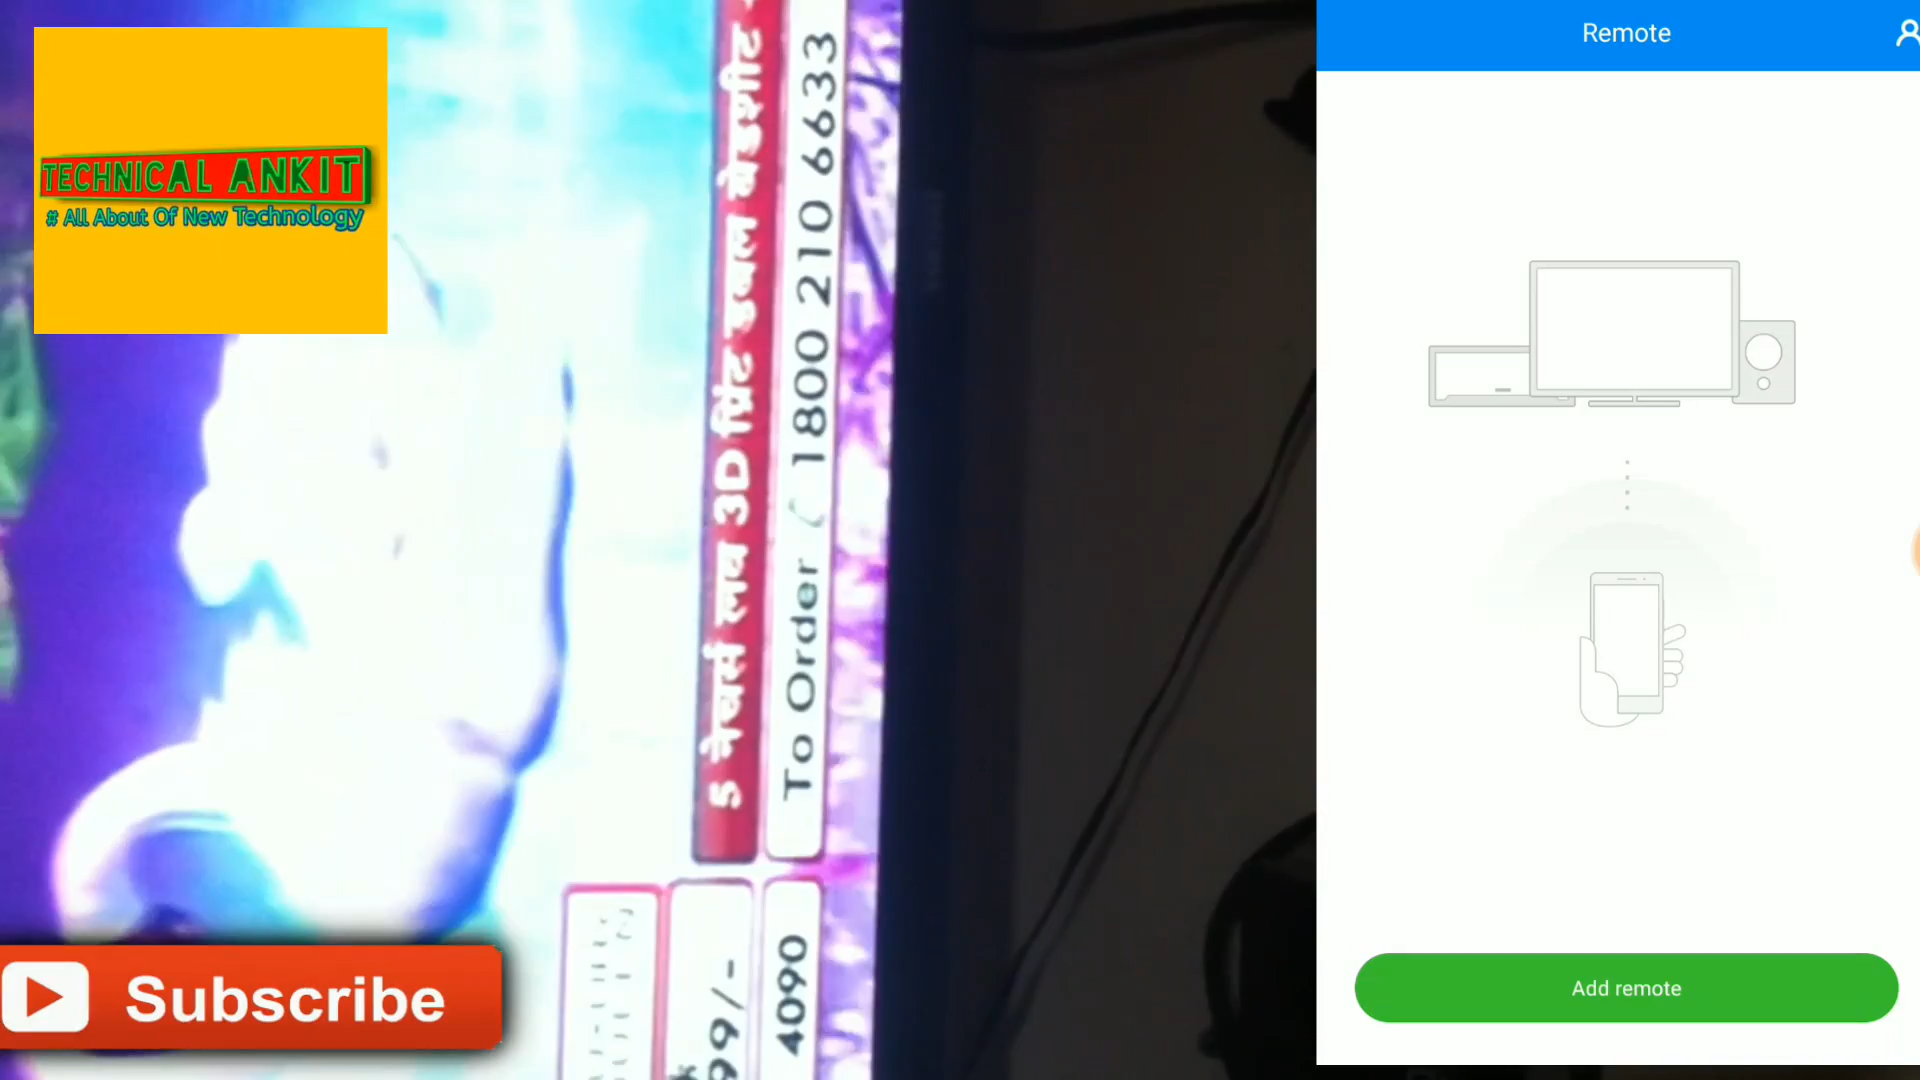 TECHNICAL ANKIT
# All About Of New Technology
5 नेचर्स लव 3D प्रिंट डबल बेडशीट
To Order ( 1800 210 6633
99/-
4090
Subscribe
Remote
Add remote